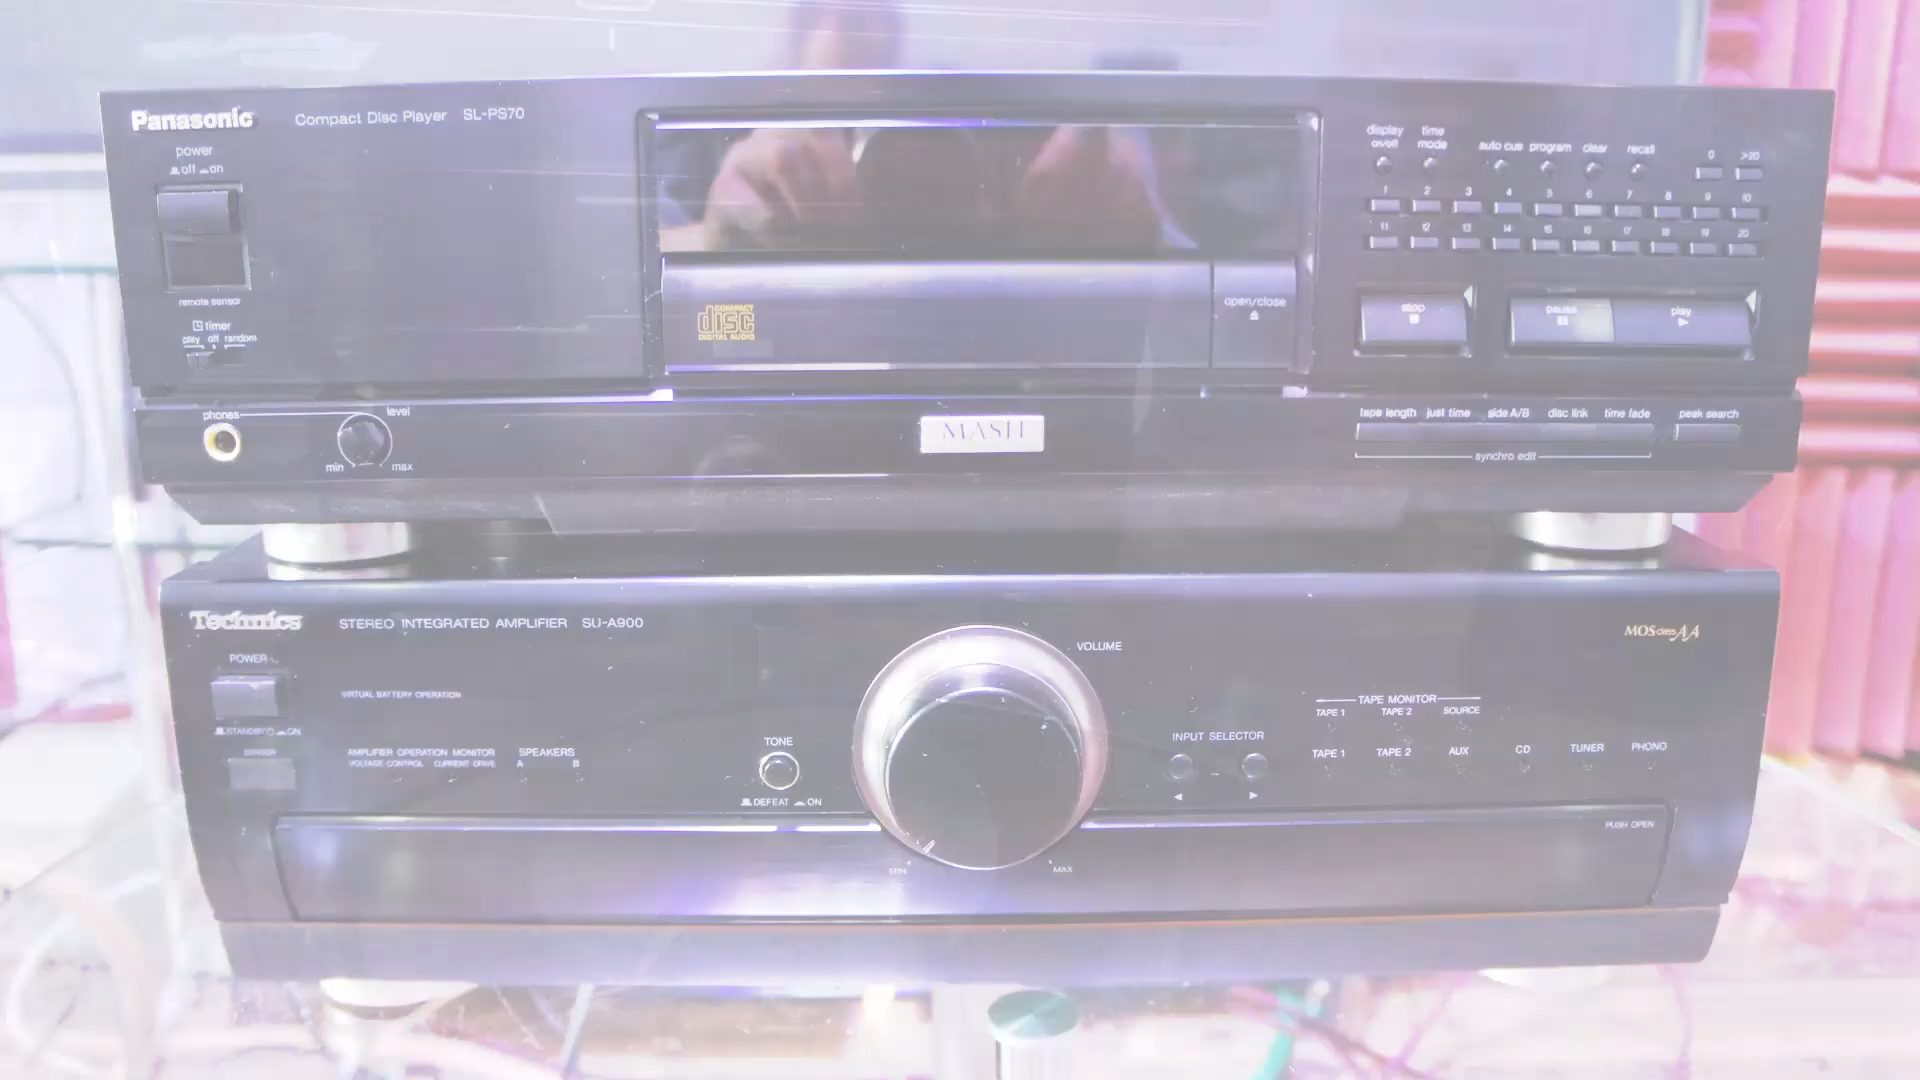 Panasonic Compact Disc Player SL-PS70
power
off on
remote sensor
timer
play off random
phones level
min max
COMPACT
disc
DIGITAL AUDIO
open/close
MASH
display on/off time mode auto cue program clear recall 0 >20
1 2 3 4 5 6 7 8 9 10
11 12 13 14 15 16 17 18 19 20
stop pause play
tape length just time side A/B disc link time fade peak search
synchro edit
Technics STEREO INTEGRATED AMPLIFIER SU-A900
MOS class AA
POWER
STANDBY ON
SENSOR
VIRTUAL BATTERY OPERATION
AMPLIFIER OPERATION MONITOR SPEAKERS
VOLTAGE CONTROL CURRENT DRIVE A B
TONE
DEFEAT ON
VOLUME
MIN MAX
INPUT SELECTOR
TAPE MONITOR
TAPE 1 TAPE 2 SOURCE
TAPE 1 TAPE 2 AUX CD TUNER PHONO
PUSH OPEN